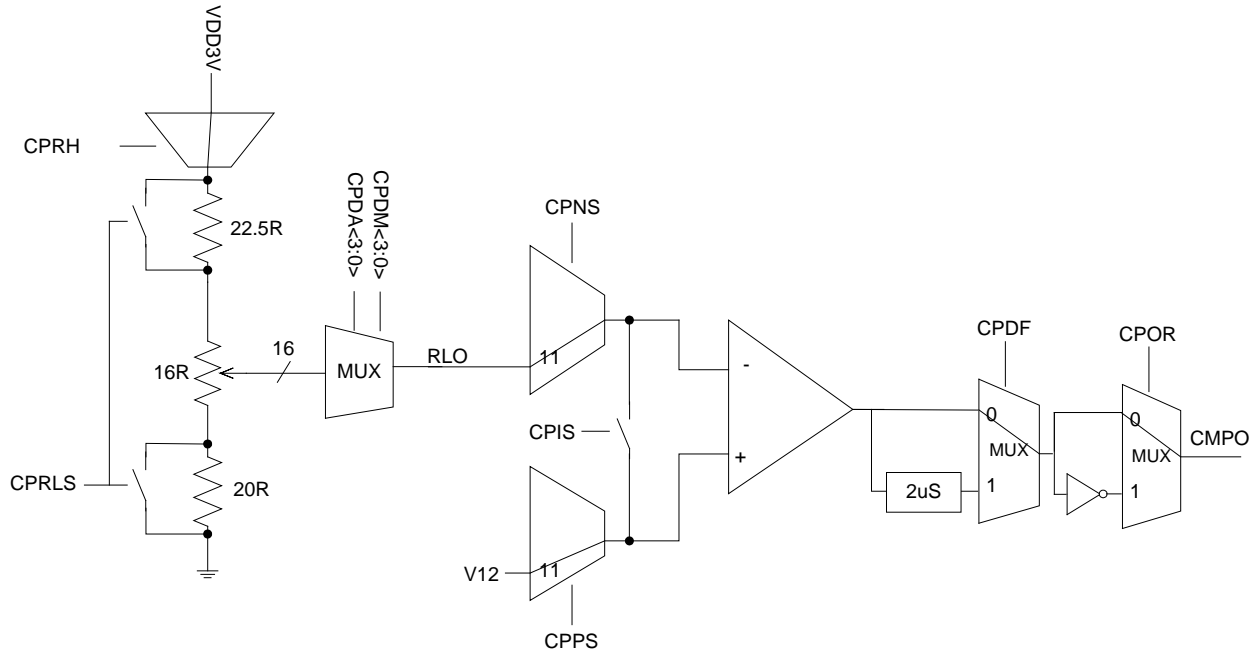 VDD3V
CPRH
22.5R
CPDA<3:0>
CPDM<3:0>
CPNS
16
16R
MUX
RLO
11
CPIS
CPRLS
20R
V12
11
CPPS
-
+
CPDF
0
MUX
2uS
1
CPOR
0
MUX
1
CMPO